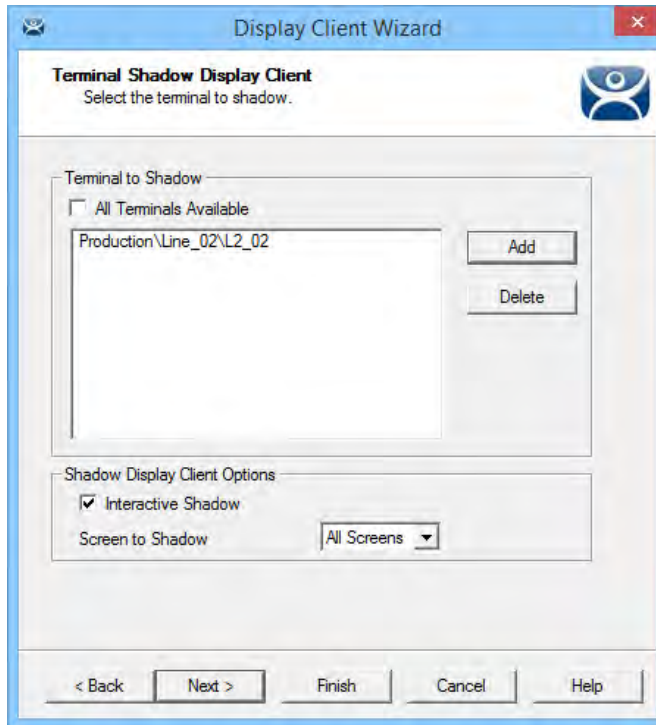 Display Client Wizard
Terminal Shadow Display Client
Select the terminal to shadow.
Terminal to Shadow
All Terminals Available
Production\Line_02\L2_02
Add
Delete
Shadow Display Client Options
Interactive Shadow
Screen to Shadow
All Screens
< Back
Next >
Finish
Cancel
Help